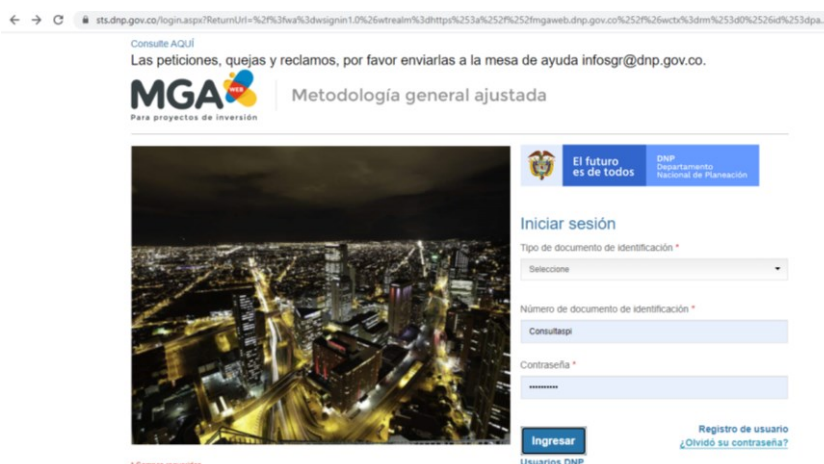 sts.dnp.gov.co/login.aspx?ReturnUrl=%2f%3fwa%3dwsignin1.0%26wtrealm%3dhttps%253a%252f%252fmgaweb.dnp.gov.co%252f%26wctx%3drm%253d0%2526id%253dpa...
Consulte AQUÍ
Las peticiones, quejas y reclamos, por favor enviarlas a la mesa de ayuda infosgr@dnp.gov.co.
MGA WEB
Para proyectos de inversión
Metodología general ajustada
El futuro
es de todos
DNP
Departamento
Nacional de Planeación
Iniciar sesión
Tipo de documento de identificación *
Seleccione
Número de documento de identificación *
Consultaspi
Contraseña *
Ingresar
Registro de usuario
¿Olvidó su contraseña?
Usuarios DNP